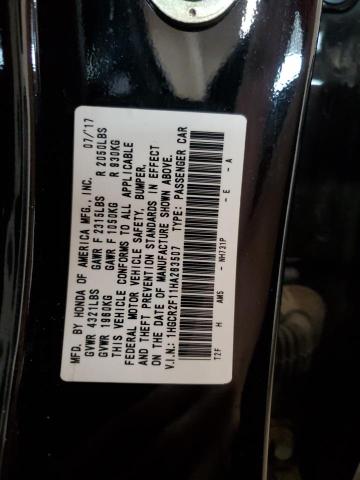 MFD. BY HONDA OF AMERICA MFG., INC. 07/'17
GVWR 4321LBS GAWR F 2315LBS R 2050LBS
GVWR 1960KG GAWR F 1050KG R 930KG
THIS VEHICLE CONFORMS TO ALL APPLICABLE
FEDERAL MOTOR VEHICLE SAFETY, BUMPER,
AND THEFT PREVENTION STANDARDS IN EFFECT
ON THE DATE OF MANUFACTURE SHOWN ABOVE.
V.I.N.: 1HGCR2F11HA283507 TYPE: PASSENGER CAR
T2F H AW5 - NH731P - E - A